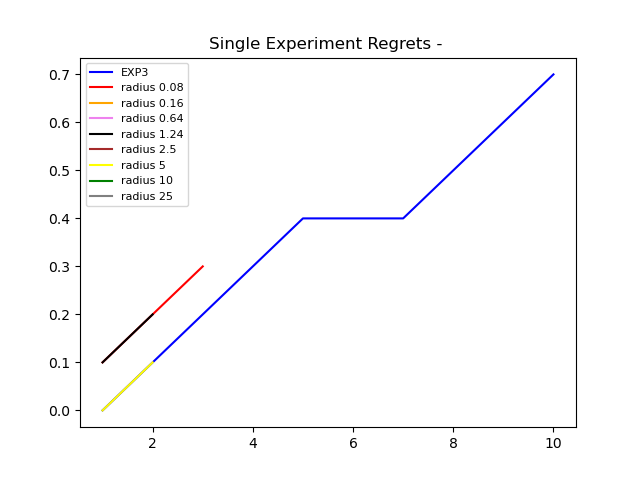 Single Experiment Regrets -
EXP3
radius 0.08
radius 0.16
radius 0.64
radius 1.24
radius 2.5
radius 5
radius 10
radius 25
0.7
0.6
0.5
0.4
0.3
0.2
0.1
0.0
2
4
6
8
10